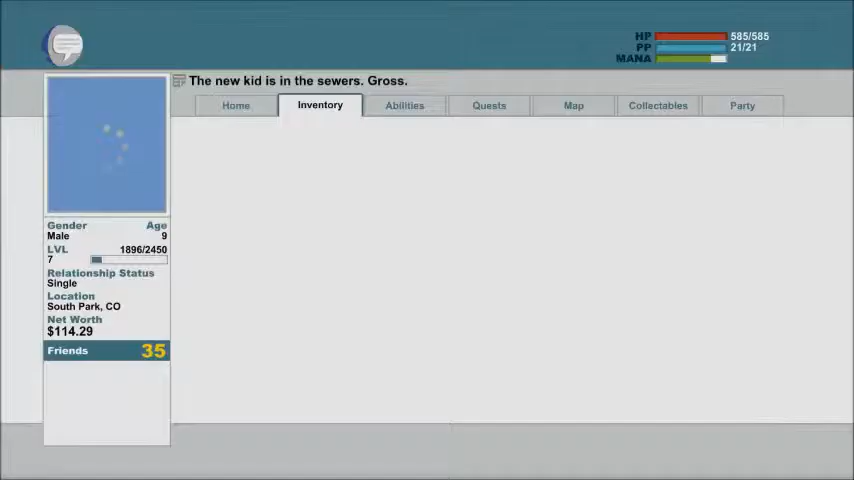 HP 585/585
PP 21/21
MANA
The new kid is in the sewers. Gross.
Home Inventory Abilities Quests Map Collectables Party
Gender Age
Male 9
LVL 1896/2450
7
Relationship Status
Single
Location
South Park, CO
Net Worth
$114.29
Friends 35